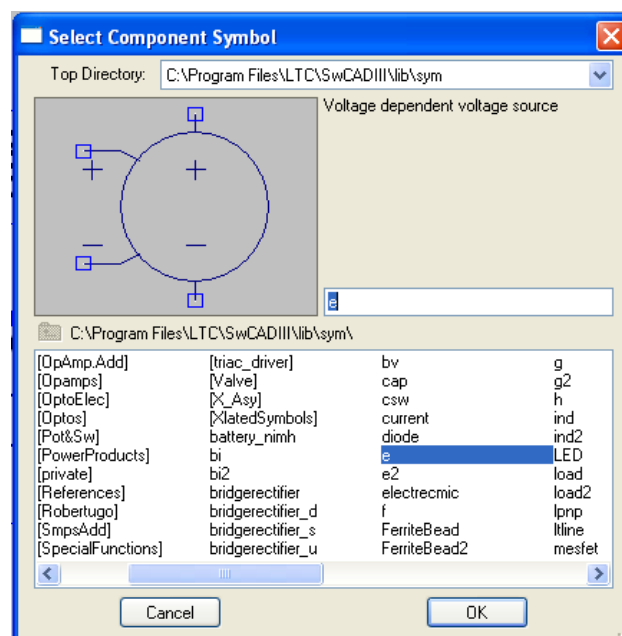 Select Component Symbol
Top Directory: C:\Program Files\LTC\SwCADIII\lib\sym
Voltage dependent voltage source
+ +
– –
e
C:\Program Files\LTC\SwCADIII\lib\sym\
[OpAmp.Add] [triac_driver] bv g
[Opamps] [Valve] cap g2
[OptoElec] [X_Asy] csw h
[Optos] [XlatedSymbols] current ind
[Pot&Sw] battery_nimh diode ind2
[PowerProducts] bi e LED
[private] bi2 e2 load
[References] bridgerectifier electrecmic load2
[Robertugo] bridgerectifier_d f lpnp
[SmpsAdd] bridgerectifier_s FerriteBead ltline
[SpecialFunctions] bridgerectifier_u FerriteBead2 mesfet
Cancel OK